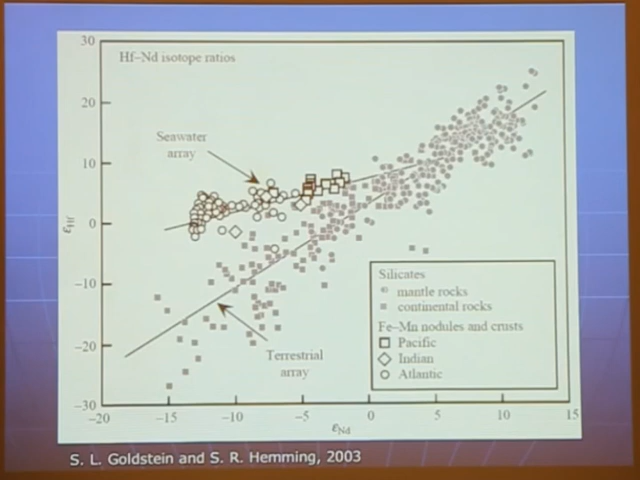 30
Hf–Nd isotope ratios
20
Seawater
array
10
0
εHf
–10
Silicates
mantle rocks
continental rocks
Fe–Mn nodules and crusts
Pacific
Indian
Atlantic
–20
Terrestrial
array
–30
–20 –15 –10 –5 0 5 10 15
εNd
S. L. Goldstein and S. R. Hemming, 2003